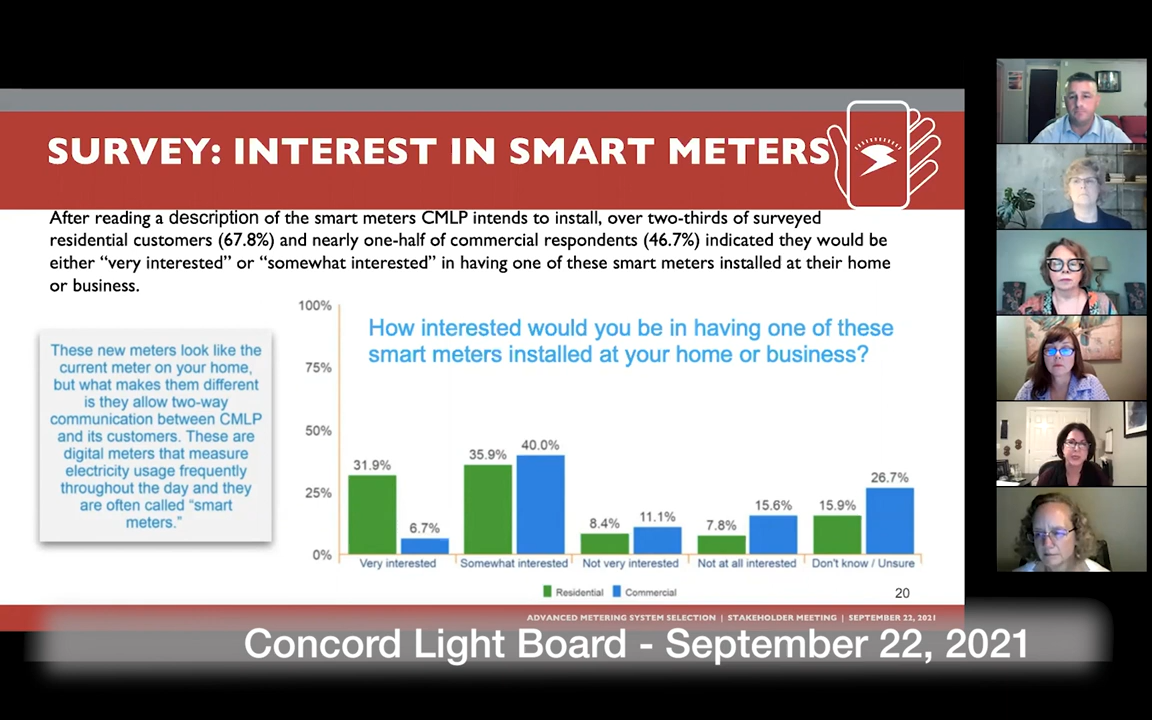 SURVEY: INTEREST IN SMART METERS
After reading a description of the smart meters CMLP intends to install, over two-thirds of surveyed
residential customers (67.8%) and nearly one-half of commercial respondents (46.7%) indicated they would be
either “very interested” or “somewhat interested” in having one of these smart meters installed at their home
or business.
These new meters look like the
current meter on your home,
but what makes them different
is they allow two-way
communication between CMLP
and its customers. These are
digital meters that measure
electricity usage frequently
throughout the day and they
are often called “smart
meters.”
How interested would you be in having one of these
smart meters installed at your home or business?
100%
75%
50%
25%
0%
31.9%
6.7%
35.9%
40.0%
8.4%
11.1%
7.8%
15.6%
15.9%
26.7%
Very interested
Somewhat interested
Not very interested
Not at all interested
Don't know / Unsure
Residential
Commercial
20
ADVANCED METERING SYSTEM SELECTION | STAKEHOLDER MEETING | SEPTEMBER 22, 2021
Concord Light Board - September 22, 2021